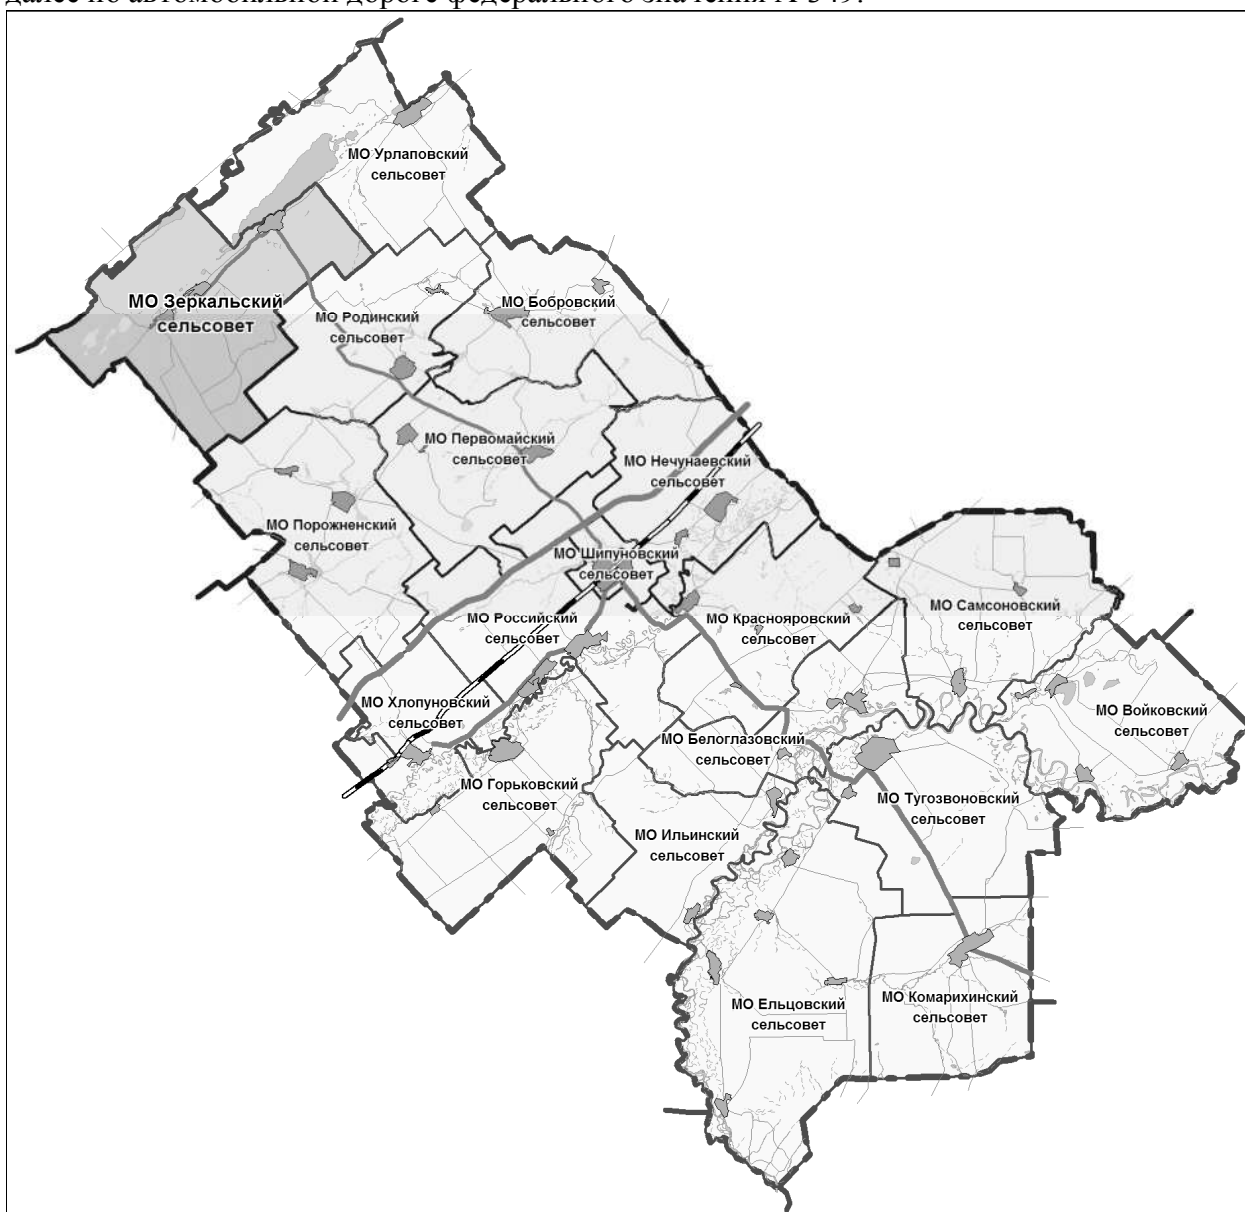 далее по автомобильной дороге федерального значения А-349.
МО Урлаповский
сельсовет
МО Зеркальский
сельсовет
МО Родинский
сельсовет
МО Бобровский
сельсовет
МО Первомайский
сельсовет
МО Нечунаевский
сельсовет
МО Порожненский
сельсовет
МО Шипуновский
сельсовет
МО Российский
сельсовет
МО Краснояровский
сельсовет
МО Самсоновский
сельсовет
МО Хлопуновский
сельсовет
МО Белоглазовский
сельсовет
МО Войковский
сельсовет
МО Горьковский
сельсовет
МО Тугозвоновский
сельсовет
МО Ильинский
сельсовет
МО Ельцовский
сельсовет
МО Комарихинский
сельсовет